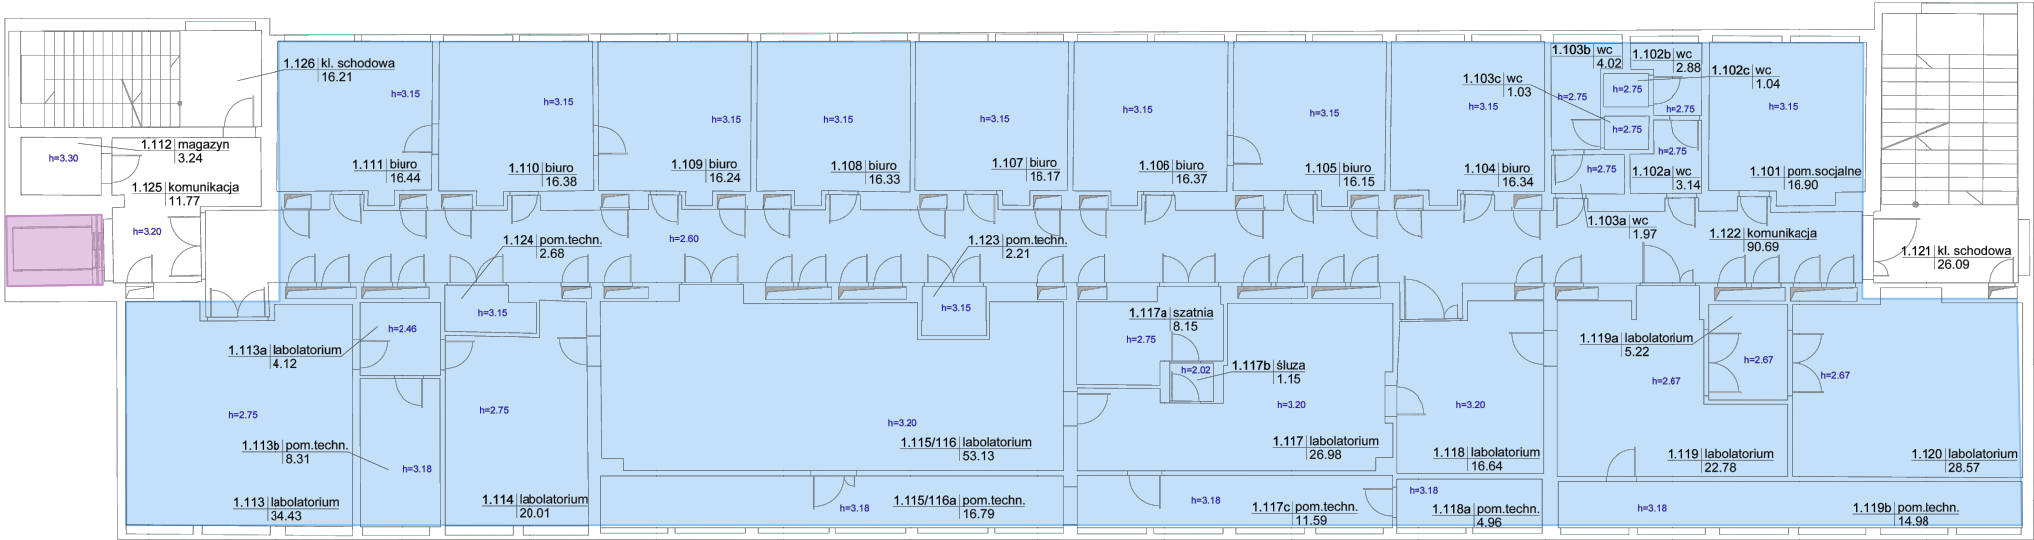 1.126 kl. schodowa
16.21
h=3.15
1.111 biuro
16.44
h=3.15
1.110 biuro
16.38
h=3.15
1.109 biuro
16.24
h=3.15
1.108 biuro
16.33
h=3.15
1.107 biuro
16.17
h=3.15
1.106 biuro
16.37
h=3.15
1.105 biuro
16.15
h=3.15
1.104 biuro
16.34
1.103b wc
4.02
h=2.75
1.103c wc
1.03
h=2.75
1.102b wc
2.88
h=2.75
1.102c wc
1.04
h=2.75
h=2.75
1.102a wc
3.14
h=2.75
1.103a wc
1.97
h=3.15
1.101 pom.socjalne
16.90
1.112 magazyn
3.24
h=3.30
1.125 komunikacja
11.77
h=3.20
1.124 pom.techn.
2.68
h=2.60
1.123 pom.techn.
2.21
1.122 komunikacja
90.69
1.121 kl. schodowa
26.09
h=3.15
h=3.15
h=2.46
1.113a labolatorium
4.12
h=2.75
1.113b pom.techn.
8.31
h=3.18
1.113 labolatorium
34.43
h=2.75
1.114 labolatorium
20.01
h=3.20
1.115/116 labolatorium
53.13
h=3.18
1.115/116a pom.techn.
16.79
1.117a szatnia
8.15
h=2.75
h=2.02
1.117b śluza
1.15
h=3.20
1.117 labolatorium
26.98
h=3.18
1.117c pom.techn.
11.59
h=3.20
1.118 labolatorium
16.64
h=3.18
1.118a pom.techn.
4.96
1.119a labolatorium
5.22
h=2.67
h=2.67
1.119 labolatorium
22.78
h=2.67
1.120 labolatorium
28.57
h=3.18
1.119b pom.techn.
14.98